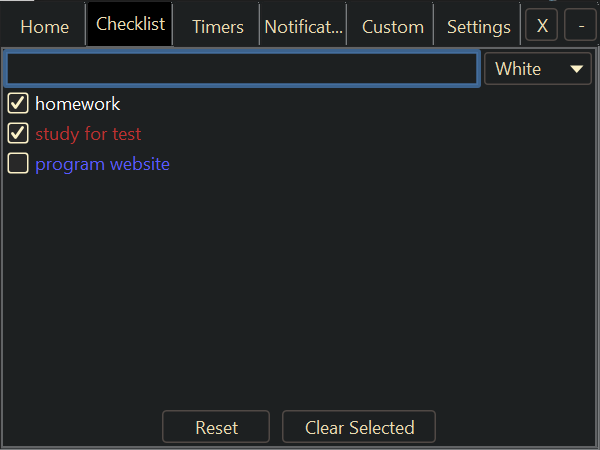 Home Checklist Timers Notificat... Custom Settings X -
White
homework
study for test
program website
Reset Clear Selected